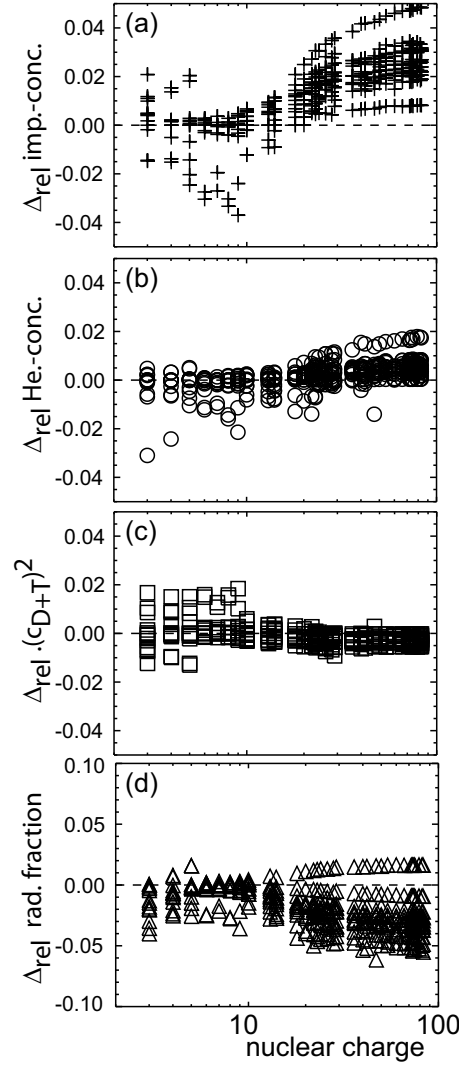 (a)
0.04
0.02
0.00
-0.02
-0.04
Δrel imp.-conc.
(b)
0.04
0.02
0.00
-0.02
-0.04
Δrel He.-conc.
(c)
0.04
0.02
0.00
-0.02
-0.04
Δrel .(cD+T)²
(d)
0.10
0.05
0.00
-0.05
-0.10
Δrel rad. fraction
10 100
nuclear charge